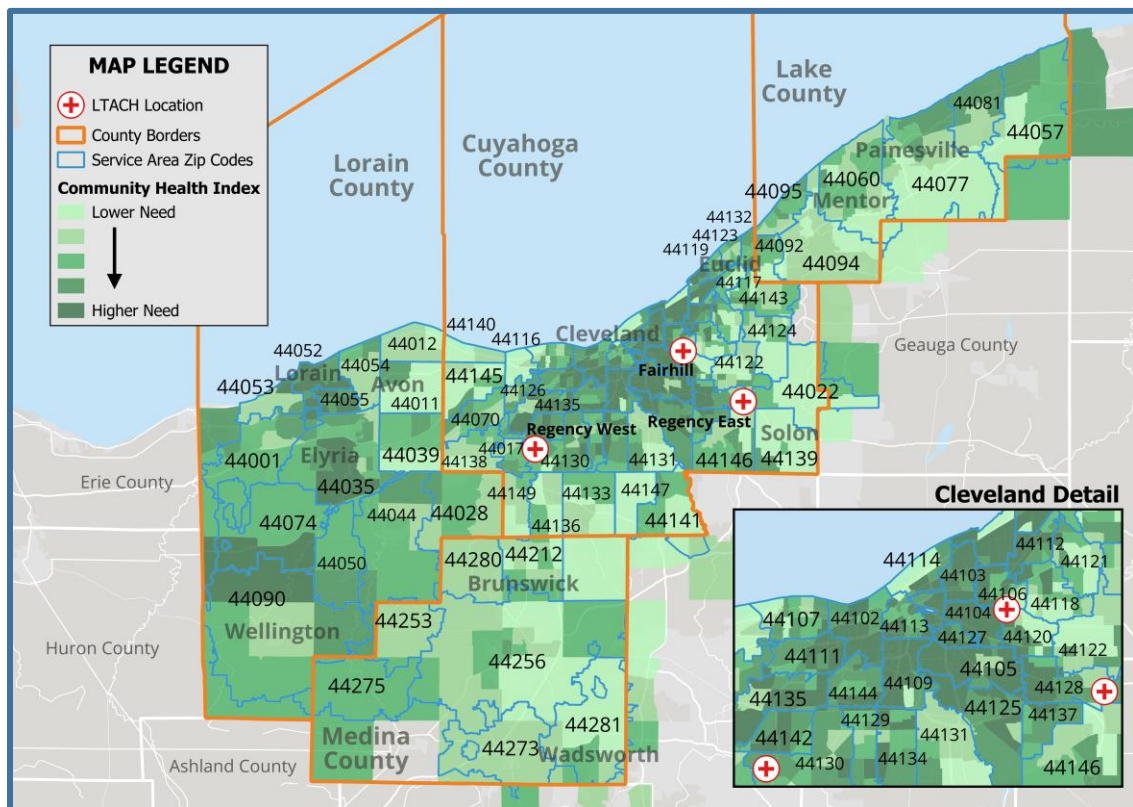 MAP LEGEND
LTACH Location
County Borders
Service Area Zip Codes
Community Health Index
Lower Need
Higher Need
Lorain
County
Cuyahoga
County
Lake
County
44081
44057
Painesville
44060
44077
Mentor
44095
44132
44123
44119
44092
44094
Euclid
44117
44143
44124
44122
44022
Geauga County
Cleveland
Fairhill
44140
44116
44012
44052
44054
44053
Lorain
44055
Avon
44011
44145
44126
44135
44070
Regency West
Regency East
Solon
44139
44001
Elyria
44039
44017
44138
44130
44131
44146
44035
Erie County
44074
44044
44028
44149
44133
44147
44136
44141
44050
44280
44212
Brunswick
44090
Wellington
44253
Huron County
44256
44275
44281
Medina
County
44273
Wadsworth
Ashland County
Cleveland Detail
44114
44112
44121
44103
44106
44118
44107
44102
44113
44104
44120
44127
44122
44111
44105
44135
44144
44109
44128
44125
44137
44129
44131
44142
44130
44134
44146